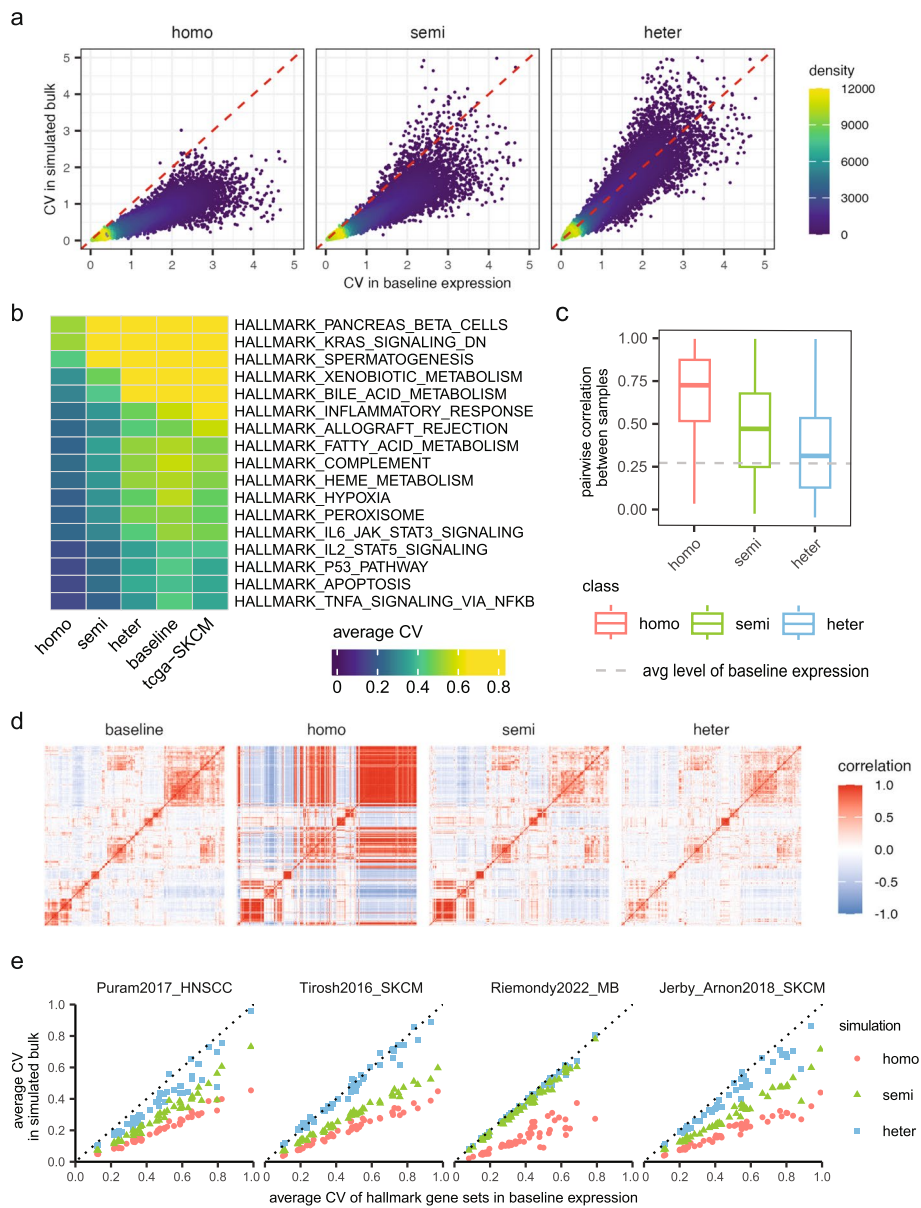 a
homo
semi
heter
CV in simulated bulk
5
4
3
2
1
0
0 1 2 3 4 5
0 1 2 3 4 5
0 1 2 3 4 5
CV in baseline expression
density
12000
9000
6000
3000
0
b
HALLMARK_PANCREAS_BETA_CELLS
HALLMARK_KRAS_SIGNALING_DN
HALLMARK_SPERMATOGENESIS
HALLMARK_XENOBIOTIC_METABOLISM
HALLMARK_BILE_ACID_METABOLISM
HALLMARK_INFLAMMATORY_RESPONSE
HALLMARK_ALLOGRAFT_REJECTION
HALLMARK_FATTY_ACID_METABOLISM
HALLMARK_COMPLEMENT
HALLMARK_HEME_METABOLISM
HALLMARK_HYPOXIA
HALLMARK_PEROXISOME
HALLMARK_IL6_JAK_STAT3_SIGNALING
HALLMARK_IL2_STAT5_SIGNALING
HALLMARK_P53_PATHWAY
HALLMARK_APOPTOSIS
HALLMARK_TNFA_SIGNALING_VIA_NFKB
homo
semi
heter
baseline
tcga-SKCM
average CV
0 0.2 0.4 0.6 0.8
c
pairwise correlation
between samples
1.00
0.75
0.50
0.25
0.00
homo
semi
heter
class
homo
semi
heter
avg level of baseline expression
d
baseline
homo
semi
heter
correlation
1.0
0.5
0.0
-0.5
-1.0
e
Puram2017_HNSCC
Tirosh2016_SKCM
Riemondy2022_MB
Jerby_Arnon2018_SKCM
average CV
in simulated bulk
1.0
0.8
0.6
0.4
0.2
0.0
0.0 0.2 0.4 0.6 0.8 1.0
0.0 0.2 0.4 0.6 0.8 1.0
0.0 0.2 0.4 0.6 0.8 1.0
0.0 0.2 0.4 0.6 0.8 1.0
average CV of hallmark gene sets in baseline expression
simulation
homo
semi
heter